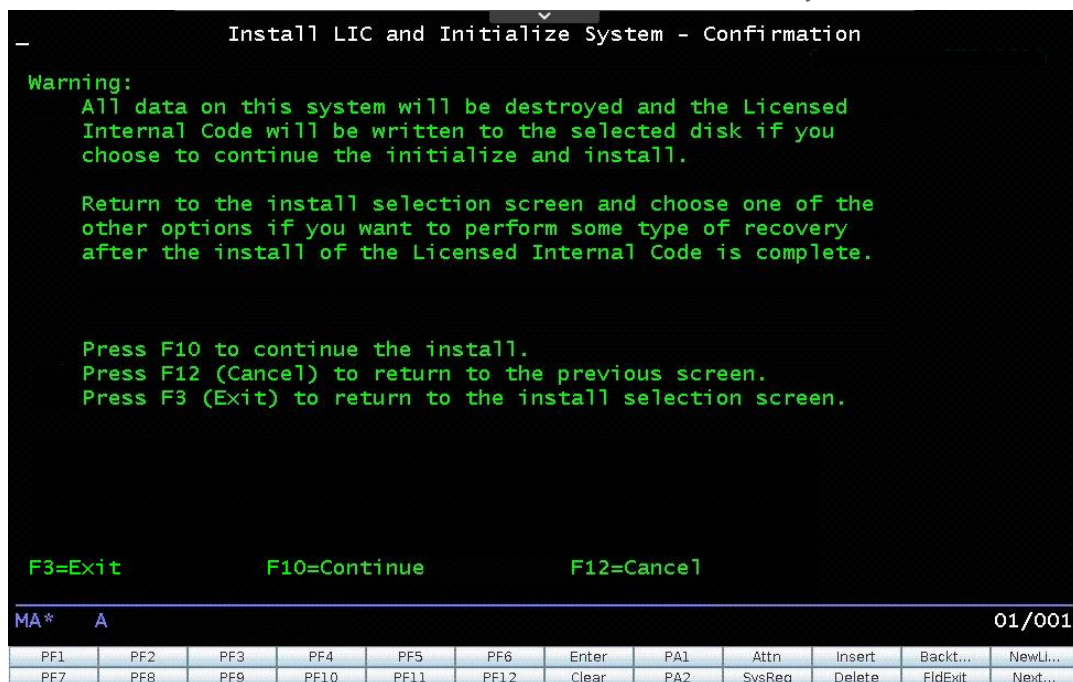 Install LIC and Initialize System - Confirmation
Warning:
All data on this system will be destroyed and the Licensed
Internal Code will be written to the selected disk if you
choose to continue the initialize and install.
Return to the install selection screen and choose one of the
other options if you want to perform some type of recovery
after the install of the Licensed Internal Code is complete.
Press F10 to continue the install.
Press F12 (Cancel) to return to the previous screen.
Press F3 (Exit) to return to the install selection screen.
F3=Exit F10=Continue F12=Cancel
MA* A 01/001
PF1 PF2 PF3 PF4 PF5 PF6 Enter PA1 Attn Insert Backt... NewLi...
PF7 PF8 PF9 PF10 PF11 PF12 Clear PA2 SysReq Delete FldExit Next...